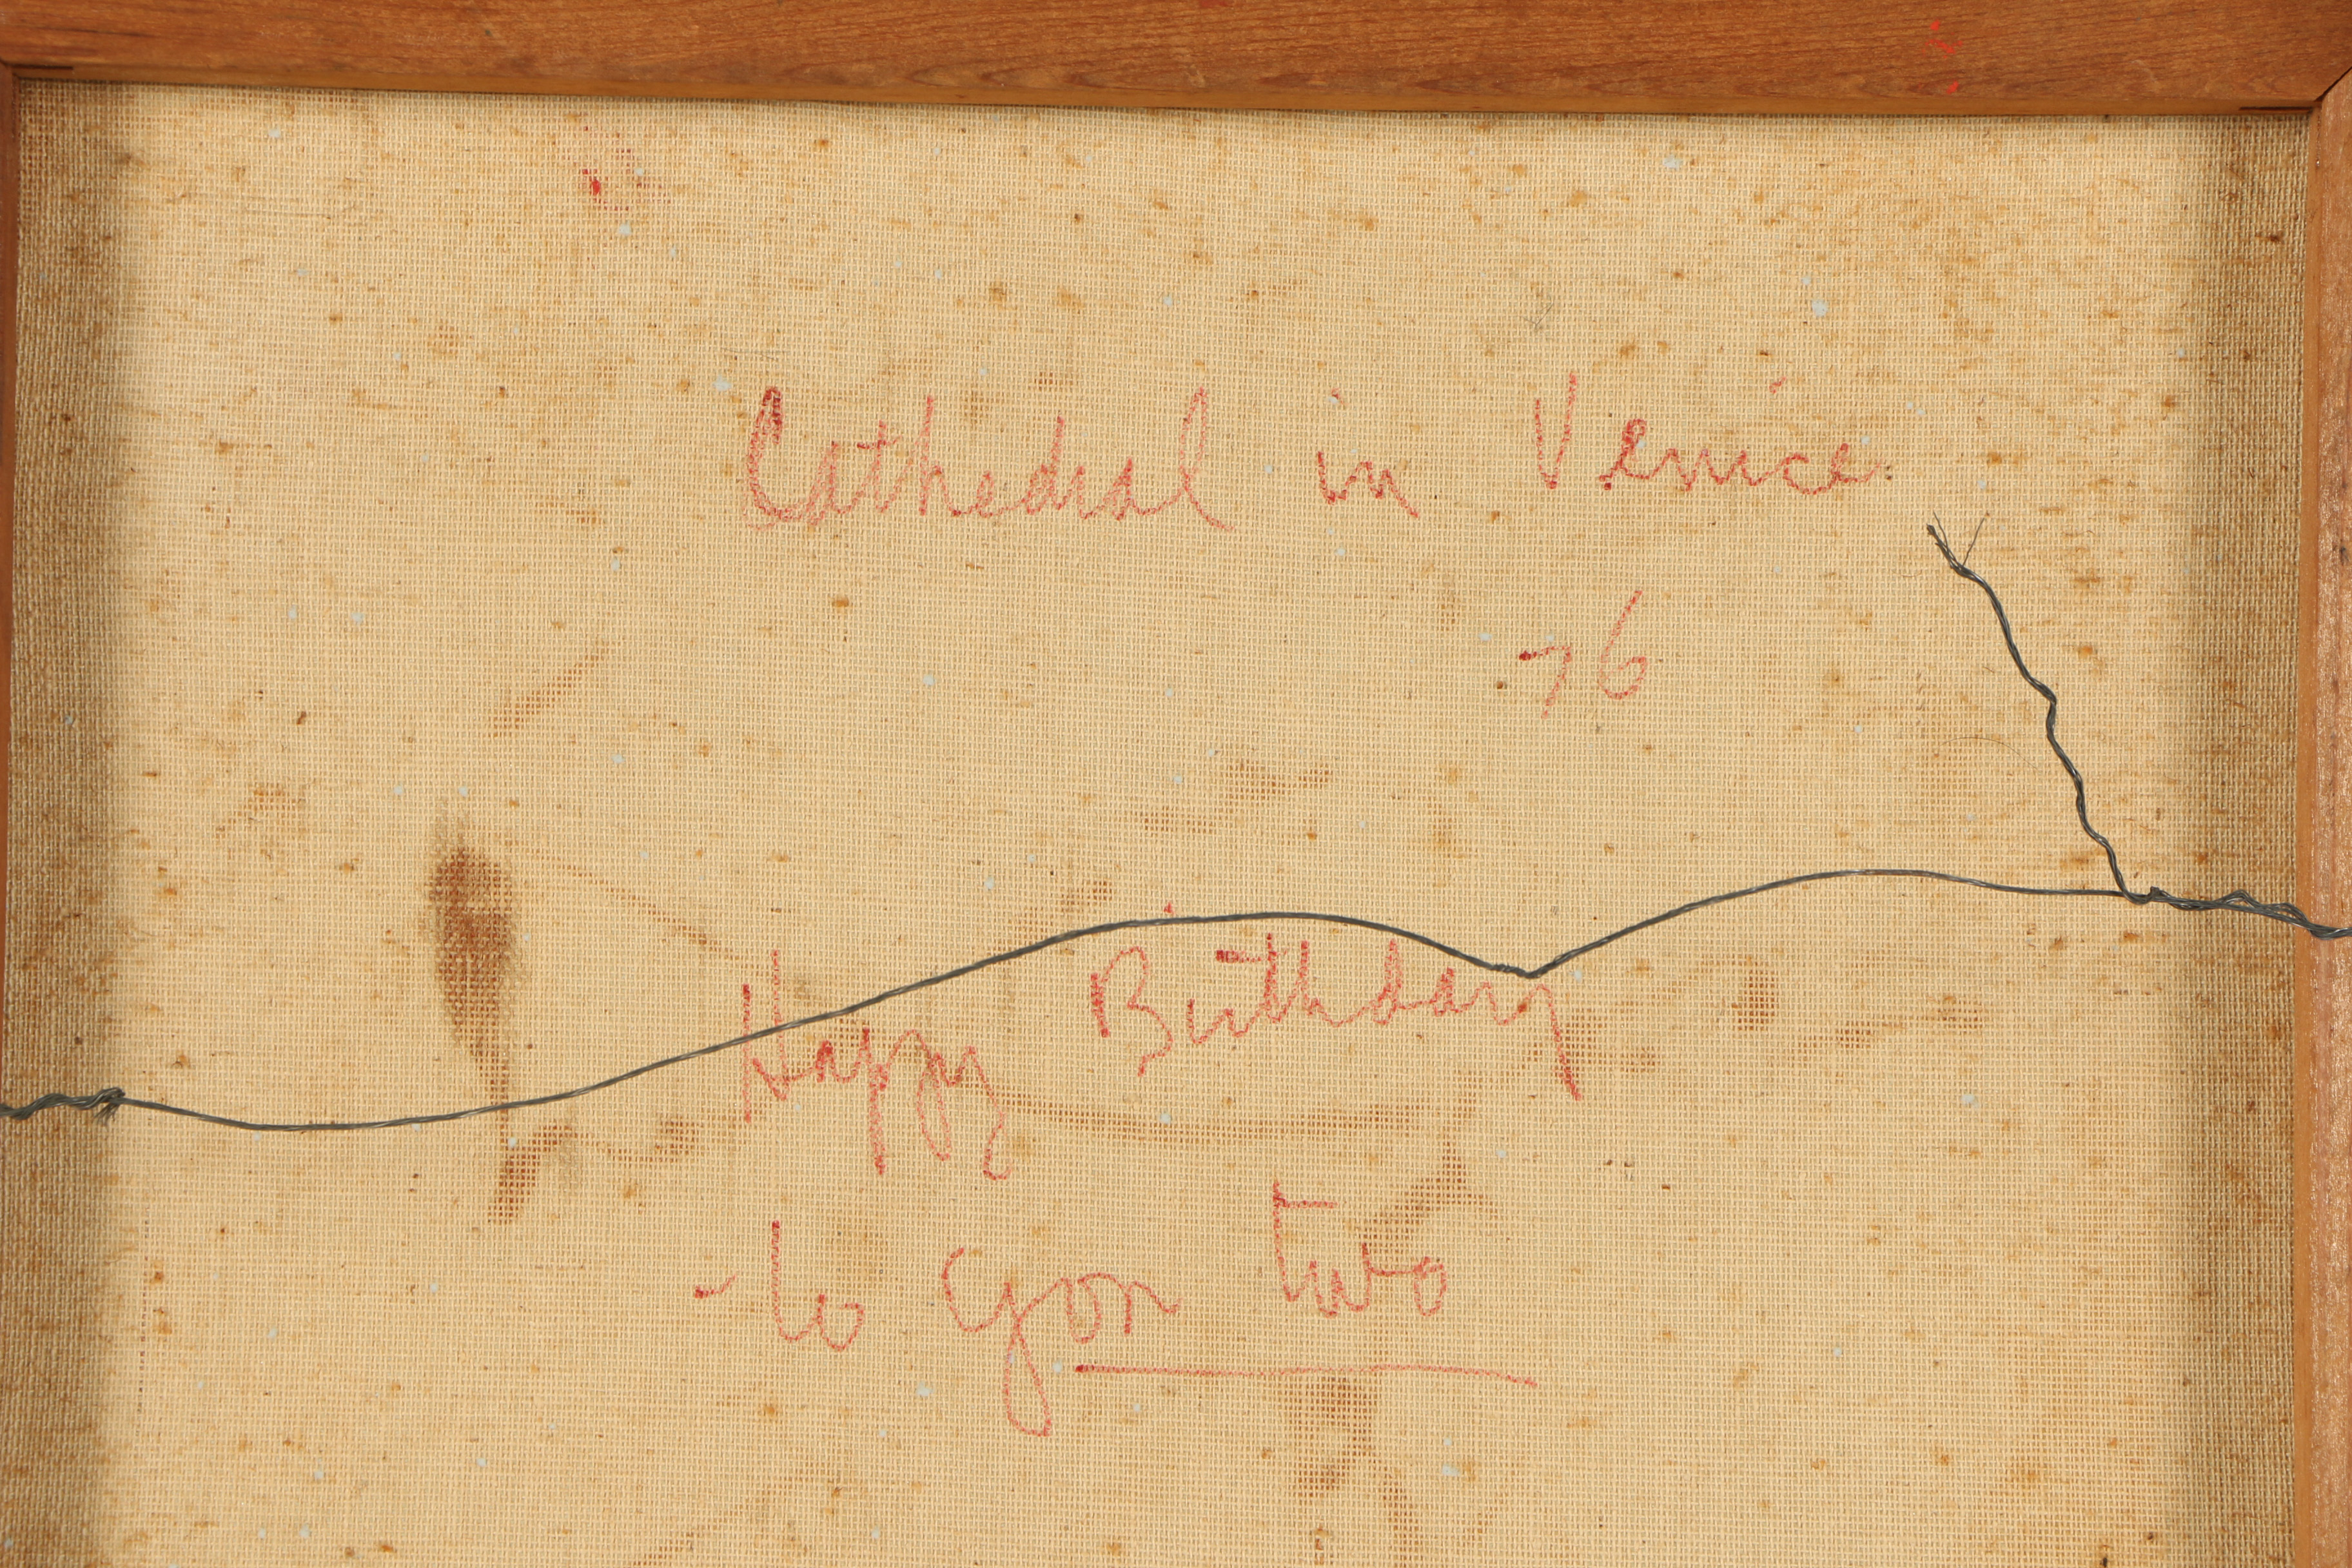 Cathedral in Venice.
76
Happy Birthday
to you two